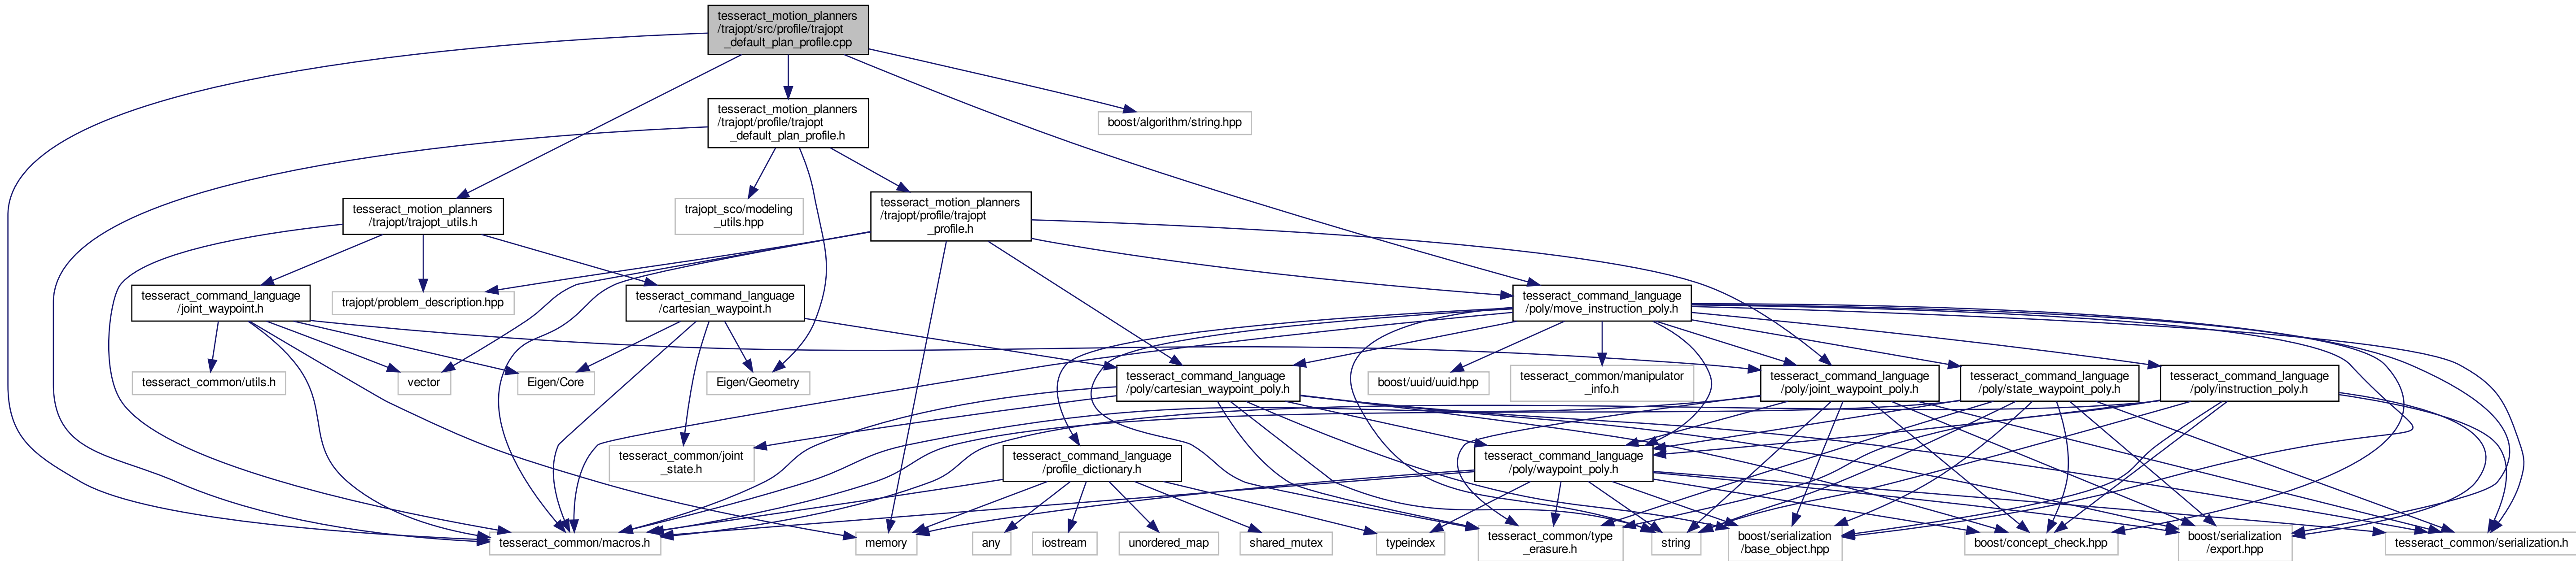 tesseract_motion_planners
/trajopt/src/profile/trajopt
_default_plan_profile.cpp
tesseract_motion_planners
/trajopt/profile/trajopt
_default_plan_profile.h
boost/algorithm/string.hpp
tesseract_motion_planners
/trajopt/trajopt_utils.h
trajopt_sco/modeling
_utils.hpp
tesseract_motion_planners
/trajopt/profile/trajopt
_profile.h
tesseract_command_language
/joint_waypoint.h
trajopt/problem_description.hpp
tesseract_command_language
/cartesian_waypoint.h
tesseract_command_language
/poly/move_instruction_poly.h
tesseract_common/utils.h
vector
Eigen/Core
Eigen/Geometry
tesseract_command_language
/poly/cartesian_waypoint_poly.h
boost/uuid/uuid.hpp
tesseract_common/manipulator
_info.h
tesseract_command_language
/poly/joint_waypoint_poly.h
tesseract_command_language
/poly/state_waypoint_poly.h
tesseract_command_language
/poly/instruction_poly.h
tesseract_common/joint
_state.h
tesseract_command_language
/profile_dictionary.h
tesseract_command_language
/poly/waypoint_poly.h
tesseract_common/macros.h
memory
any
iostream
unordered_map
shared_mutex
typeindex
tesseract_common/type
_erasure.h
string
boost/serialization
/base_object.hpp
boost/concept_check.hpp
boost/serialization
/export.hpp
tesseract_common/serialization.h